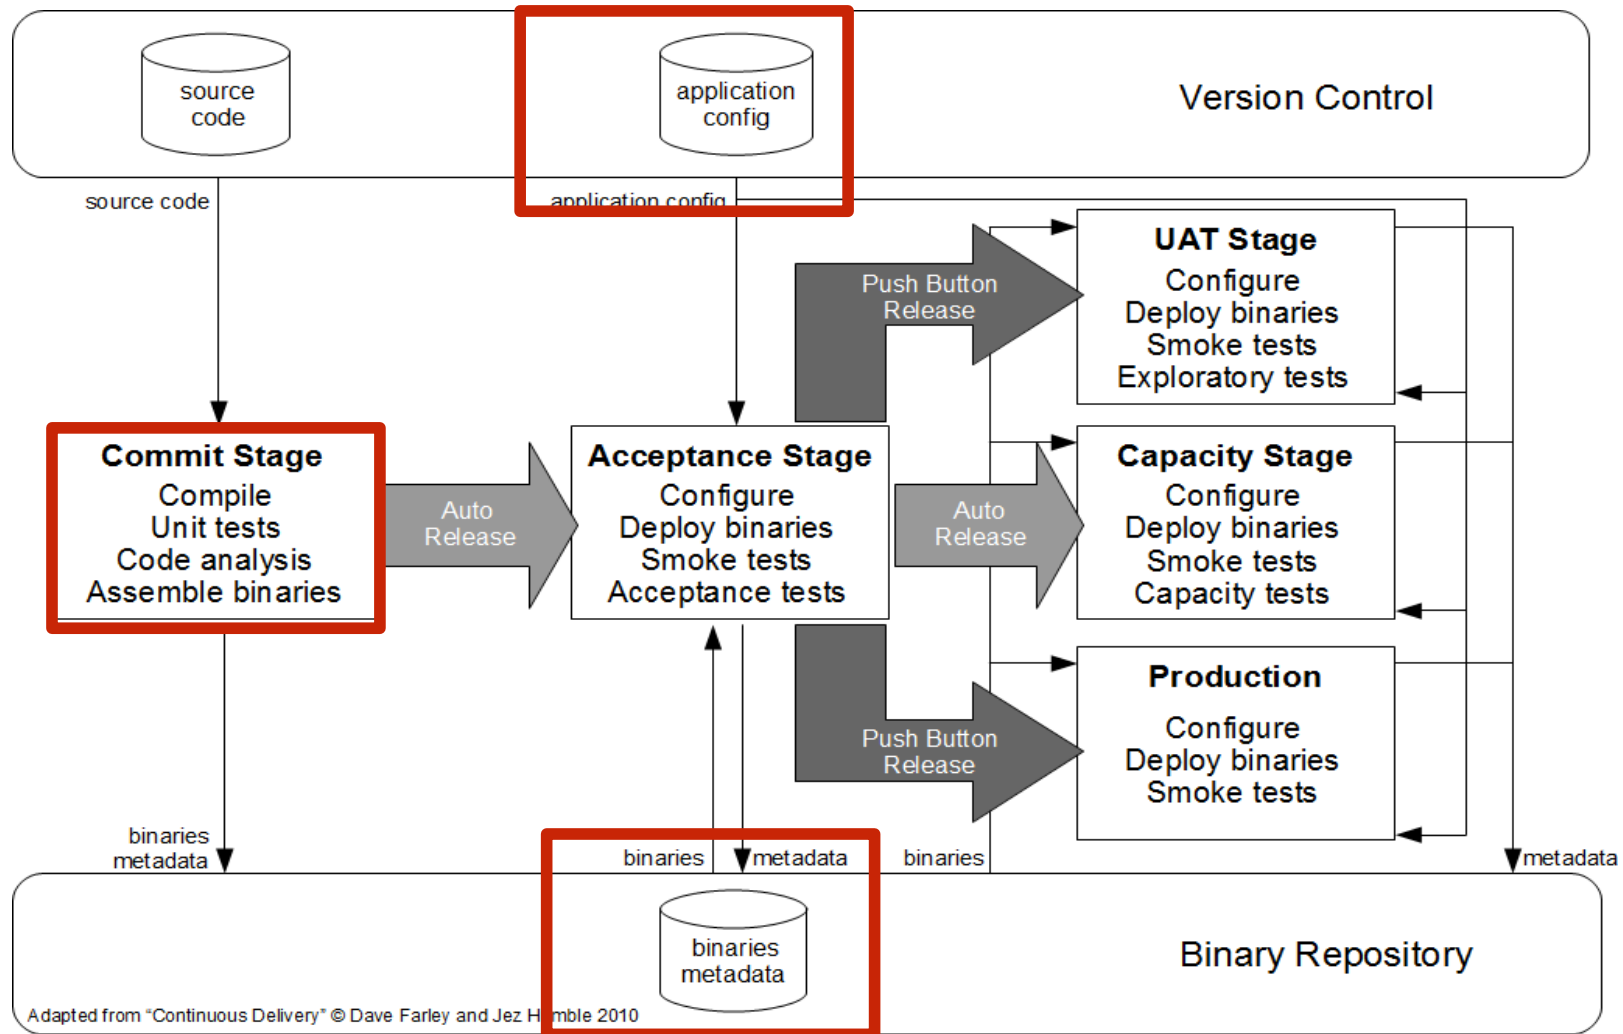 source
code
application
config
Version Control
source code
application config
UAT Stage
Configure
Deploy binaries
Smoke tests
Exploratory tests
Push Button
Release
Commit Stage
Compile
Unit tests
Code analysis
Assemble binaries
Auto
Release
Acceptance Stage
Configure
Deploy binaries
Smoke tests
Acceptance tests
Auto
Release
Capacity Stage
Configure
Deploy binaries
Smoke tests
Capacity tests
Push Button
Release
Production
Configure
Deploy binaries
Smoke tests
binaries
metadata
binaries
metadata
binaries
metadata
binaries
metadata
Binary Repository
Adapted from “Continuous Delivery” © Dave Farley and Jez Humble 2010